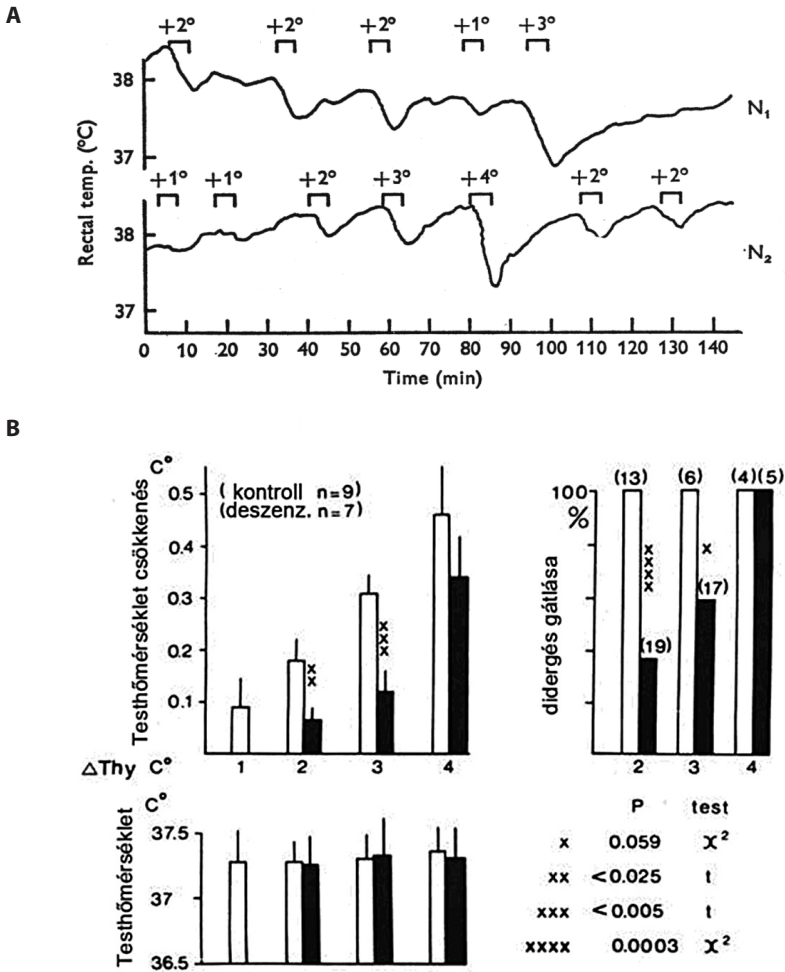 A
+2° +2° +2° +1° +3°
38
37
N₁
Rectal temp. (°C)
+1° +1° +2° +3° +4° +2° +2°
38
37
N₂
0 10 20 30 40 50 60 70 80 90 100 110 120 130 140
Time (min)
B
C°
0.5
0.4
0.3
0.2
0.1
Testhőmérséklet csökkenés
( kontroll n=9)
(deszenz. n=7)
xx
xxx
△Thy C° 1 2 3 4
100
%
didergés gátlása
(13) (6) (4)(5)
xxxx
x
(19)
(17)
2 3 4
C°
37.5
37
36.5
Testhőmérséklet
P test
x 0.059 χ²
xx <0.025 t
xxx <0.005 t
xxxx 0.0003 χ²